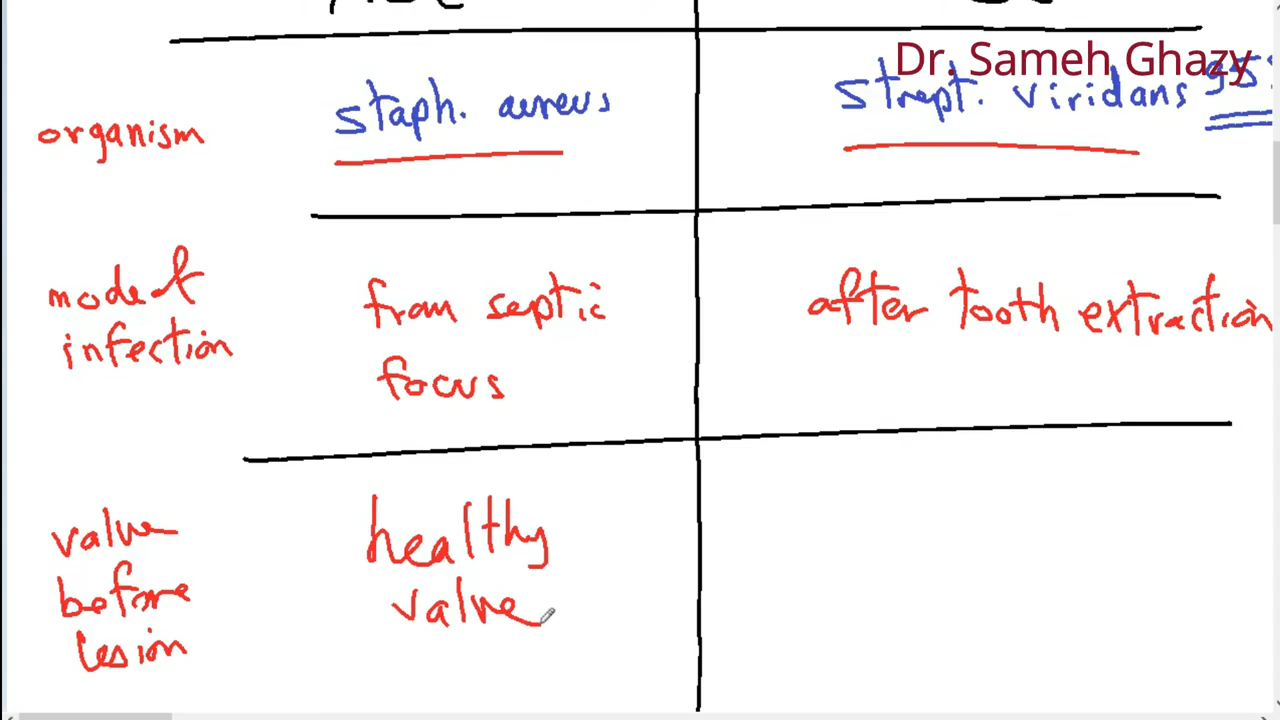 Dr. Sameh Ghazy
organism
staph. aureus
strept. viridans 95%
mode of infection
from septic
focus
after tooth extraction
valve
before
lesion
healthy
valve